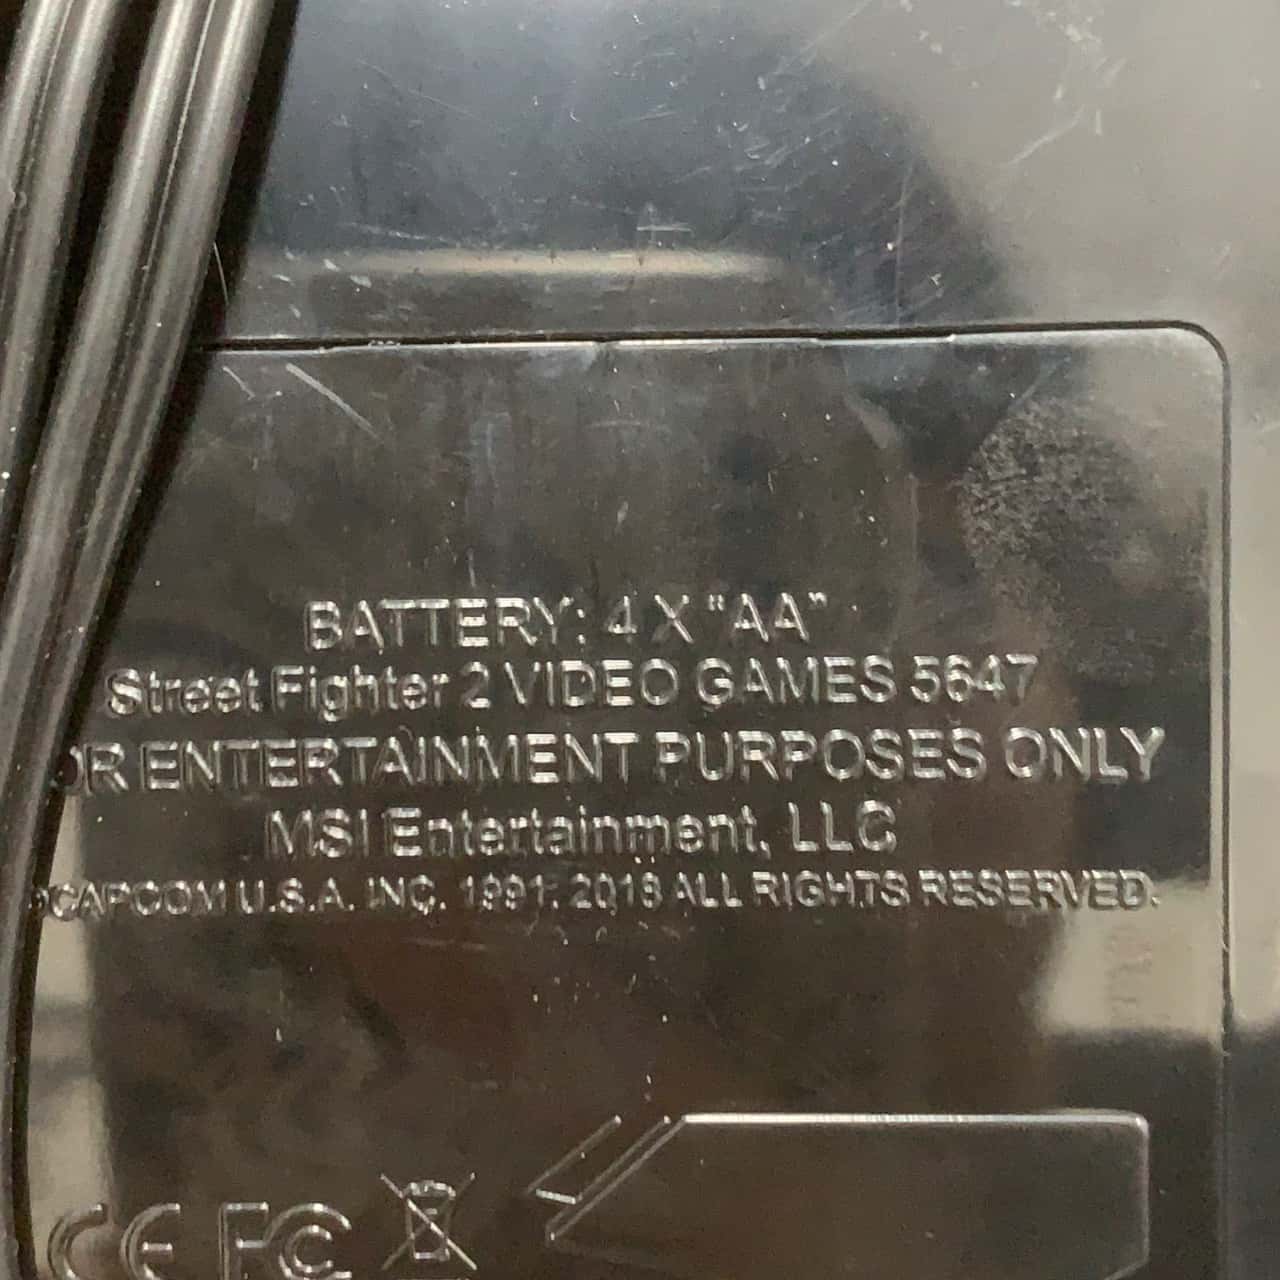 BATTERY: 4 X "AA"
Street Fighter 2 VIDEO GAMES 5647
OR ENTERTAINMENT PURPOSES ONLY
MSI Entertainment, LLC
©CAPCOM U.S.A. INC. 1991, 2018 ALL RIGHTS RESERVED.
CE FC